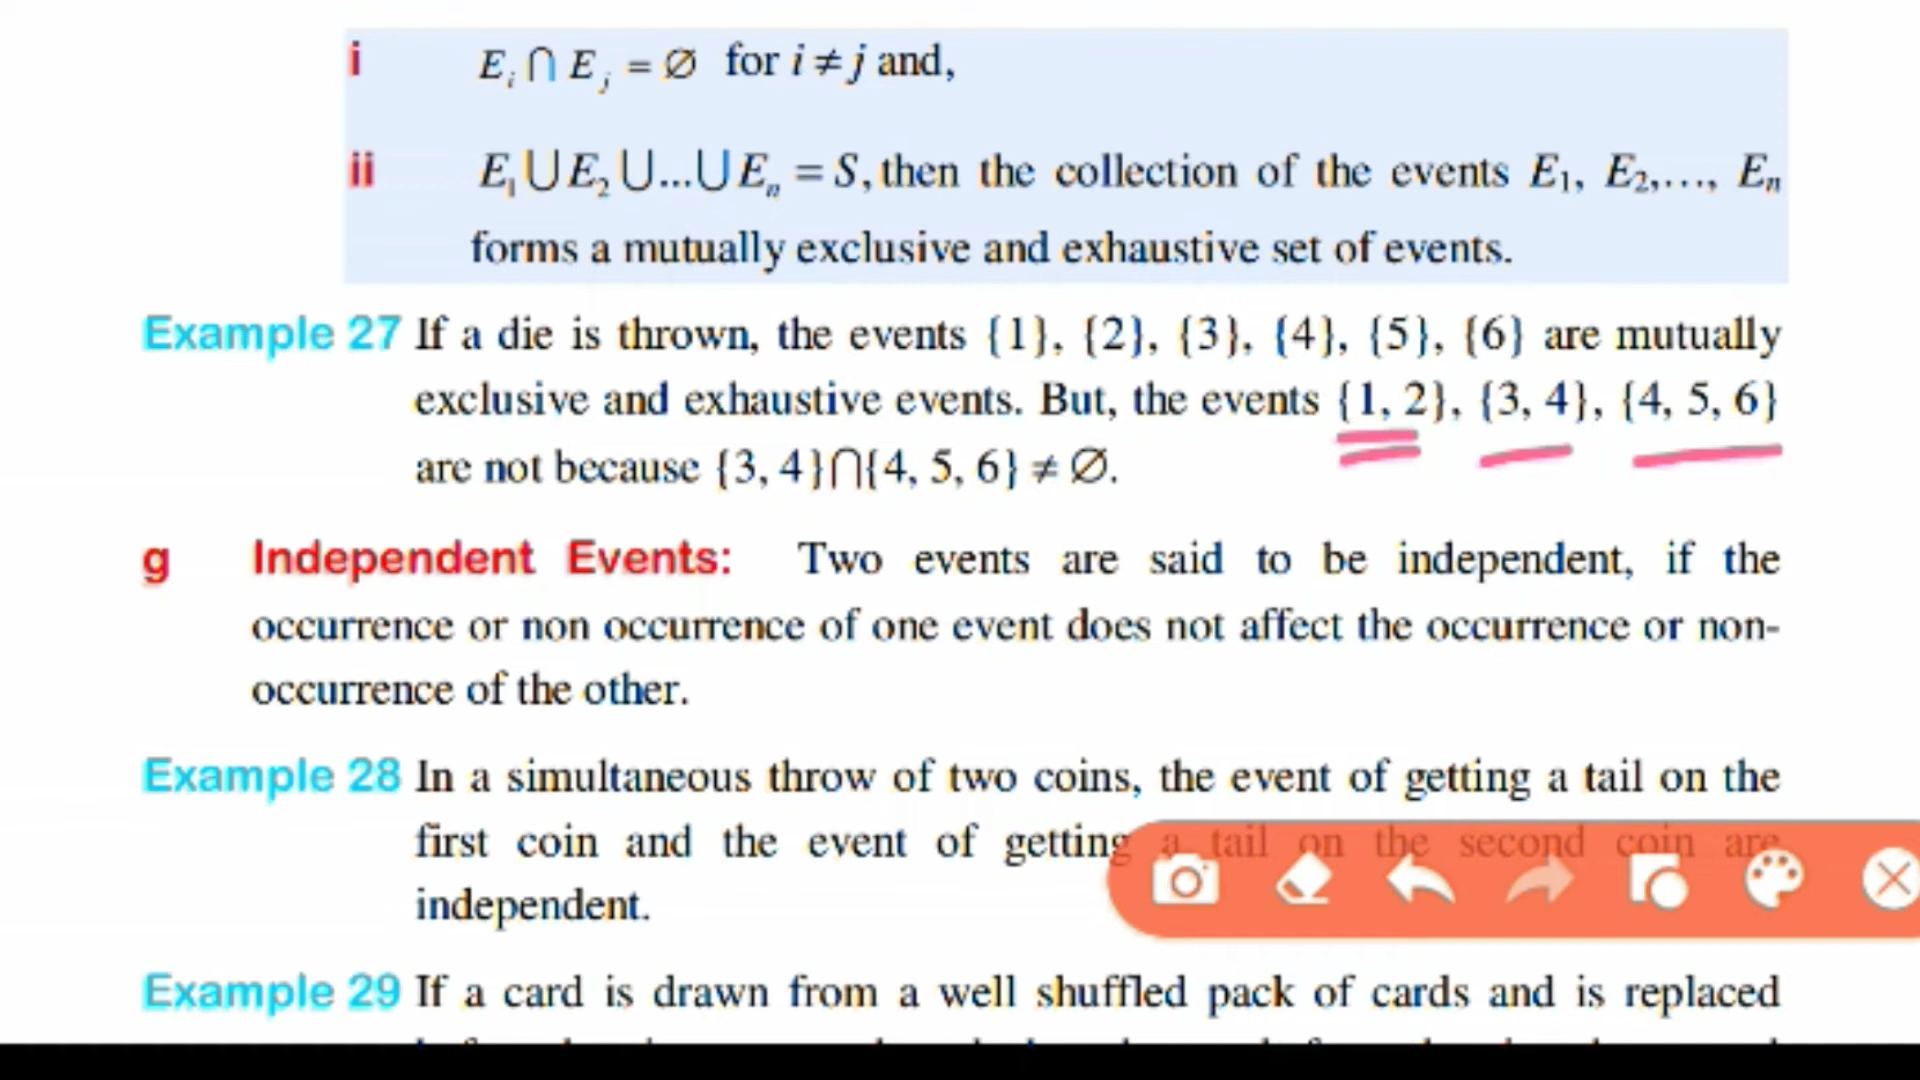 i E_i ⋂ E_j = ∅ for i ≠ j and,
ii E_1 ⋃ E_2 ⋃ ... ⋃ E_n = S, then the collection of the events E_1, E_2,..., E_n
forms a mutually exclusive and exhaustive set of events.
Example 27 If a die is thrown, the events {1}, {2}, {3}, {4}, {5}, {6} are mutually
exclusive and exhaustive events. But, the events {1, 2}, {3, 4}, {4, 5, 6}
are not because {3, 4}⋂{4, 5, 6} ≠ ∅.
g Independent Events: Two events are said to be independent, if the
occurrence or non occurrence of one event does not affect the occurrence or non-
occurrence of the other.
Example 28 In a simultaneous throw of two coins, the event of getting a tail on the
first coin and the event of getting a tail on the second coin are
independent.
Example 29 If a card is drawn from a well shuffled pack of cards and is replaced